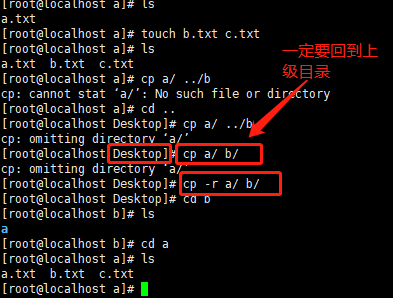 [root@localhost a]# ls
a.txt
[root@localhost a]# touch b.txt c.txt
[root@localhost a]# ls
a.txt  b.txt  c.txt
[root@localhost a]# cp a/ ../b
cp: cannot stat ‘a/’: No such file or directory
[root@localhost a]# cd ..
[root@localhost Desktop]# cp a/ ../b
cp: omitting directory ‘a/’
[root@localhost Desktop]# cp a/ b/
cp: omitting directory ‘a/’
[root@localhost Desktop]# cp -r a/ b/
[root@localhost Desktop]# cd b
[root@localhost b]# ls
a
[root@localhost b]# cd a
[root@localhost a]# ls
a.txt  b.txt  c.txt
[root@localhost a]#
一定要回到上
级目录